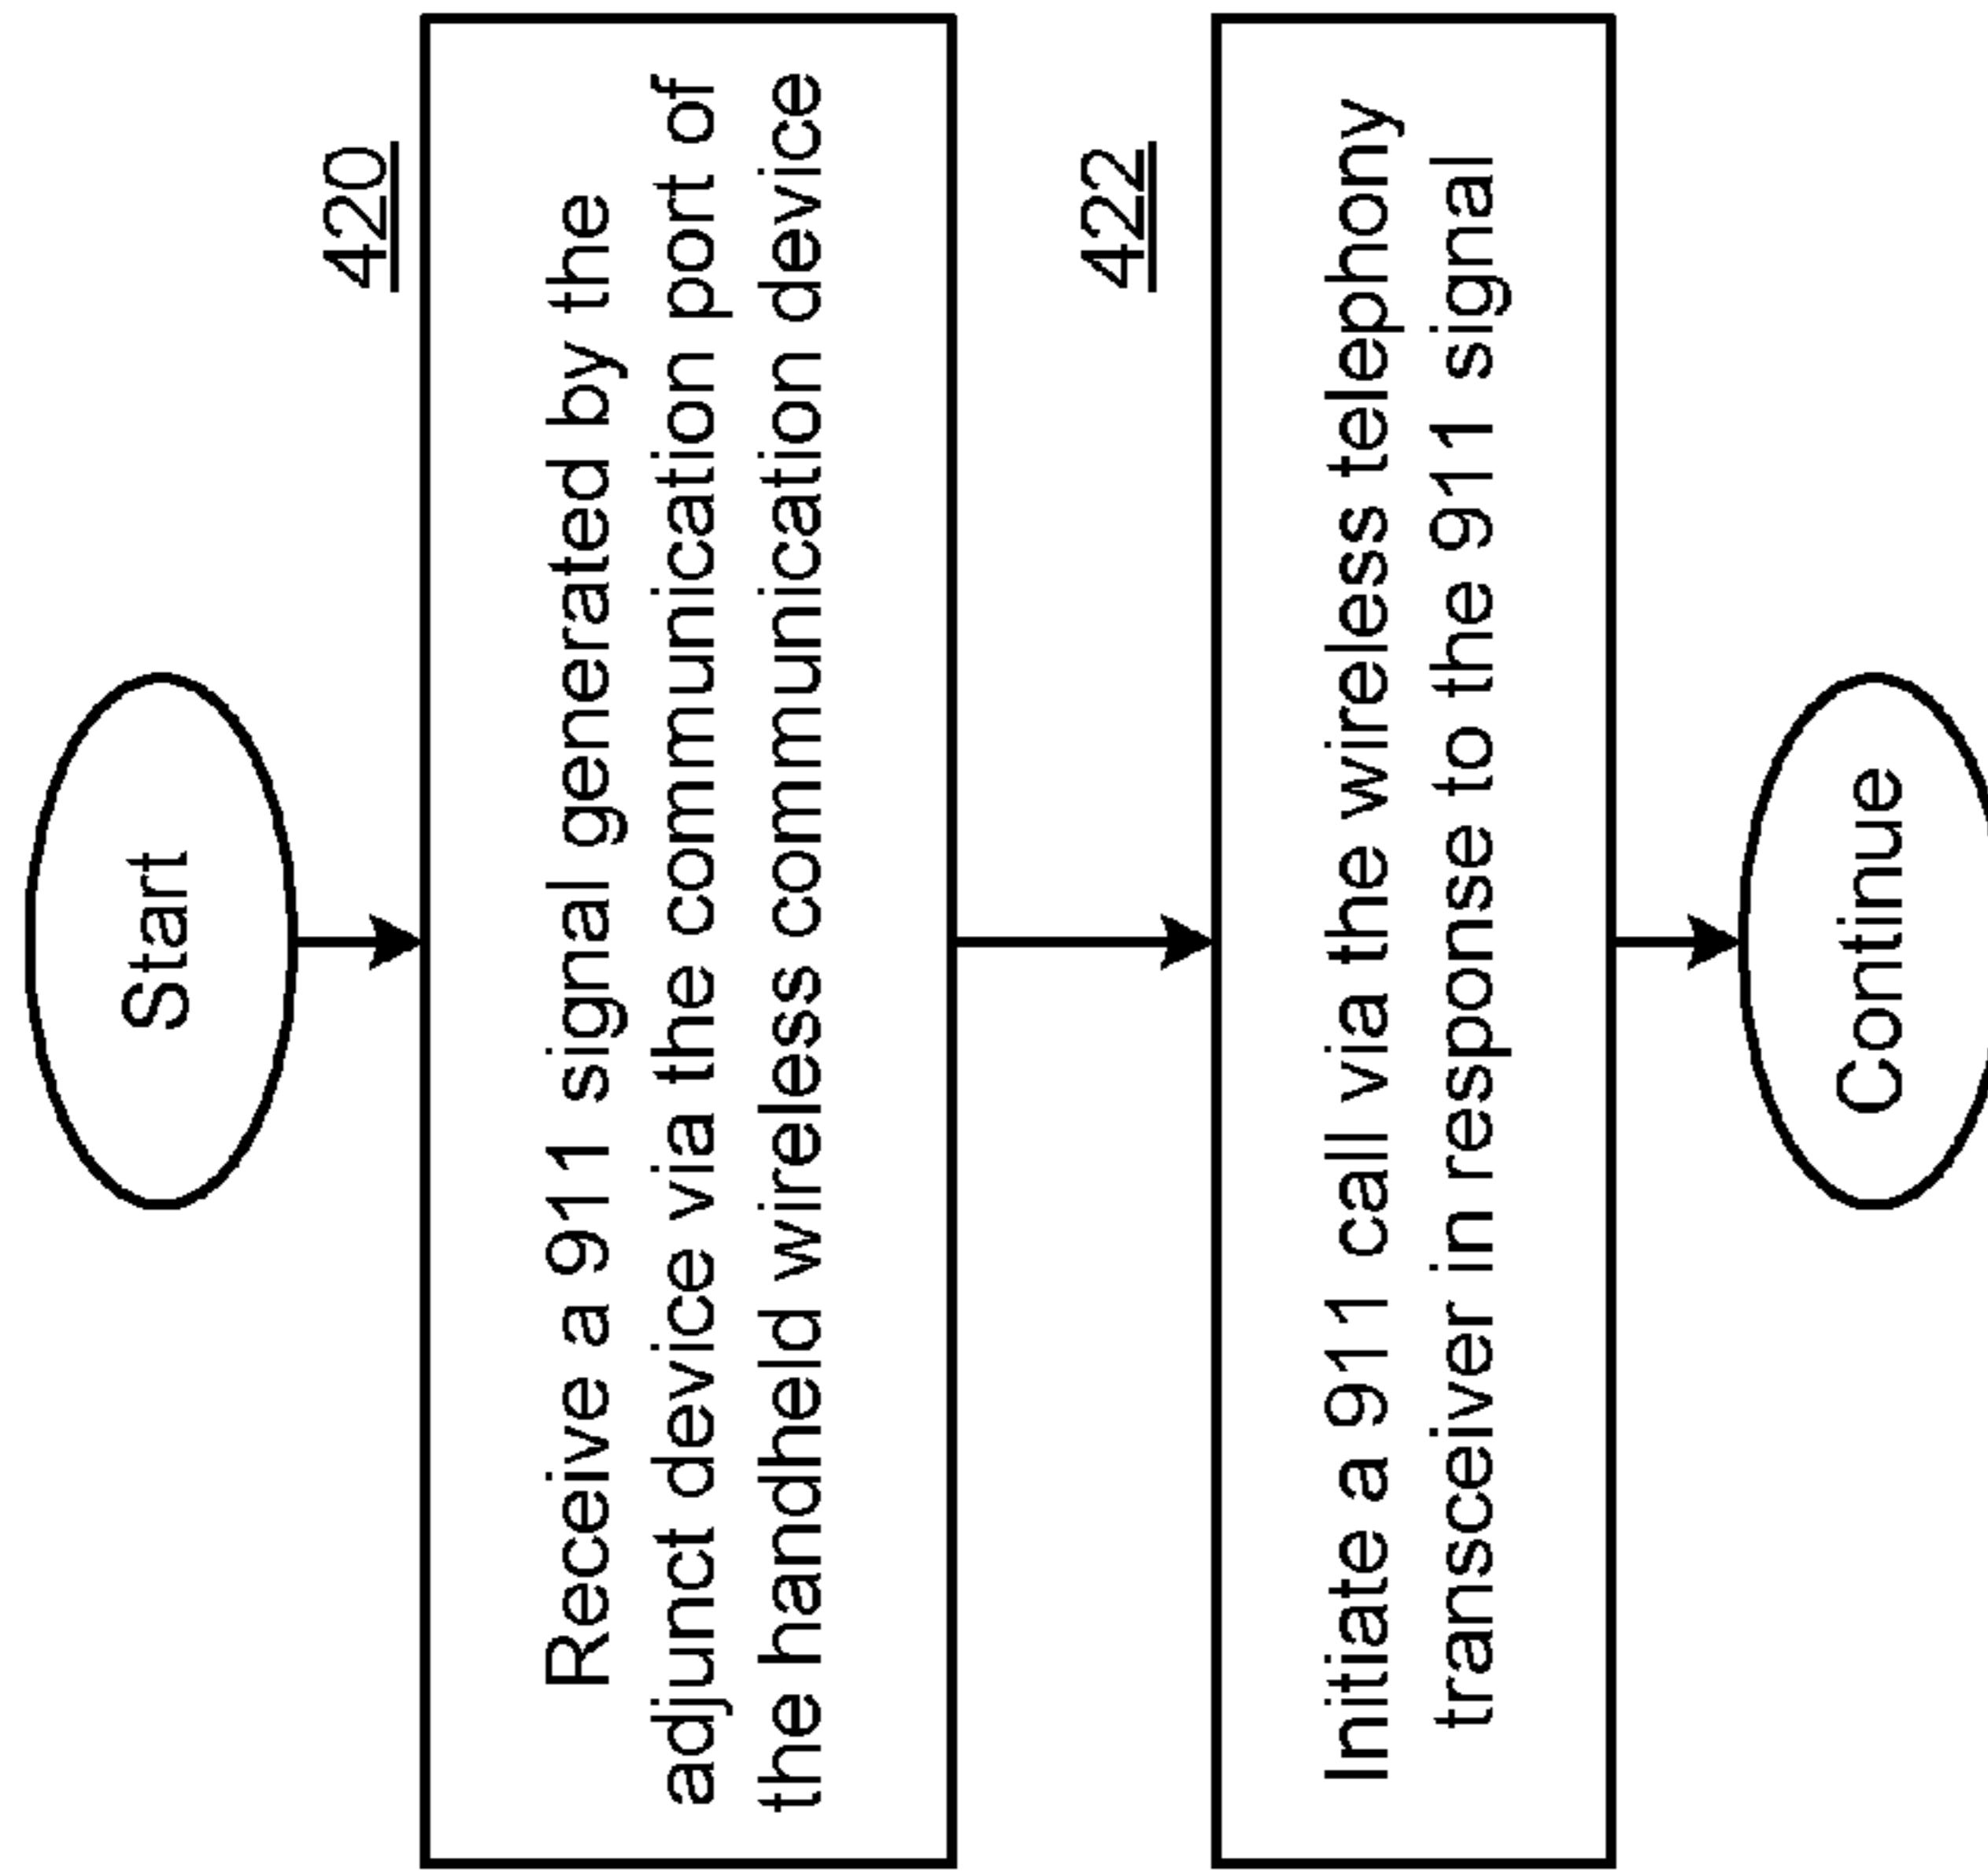 Start
420
Receive a 911 signal generated by the
adjunct device via the communication port of
the handheld wireless communication device
422
Initiate a 911 call via the wireless telephony
transceiver in response to the 911 signal
Continue